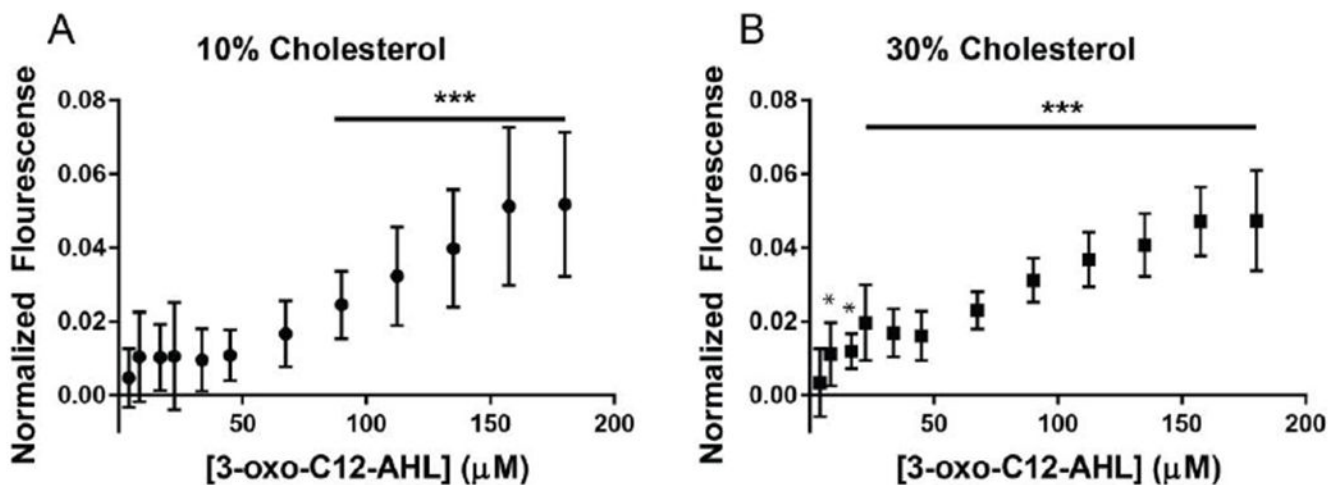 A
10% Cholesterol
***
Normalized Flourescense
0.08
0.06
0.04
0.02
0.00
50
100
150
200
[3-oxo-C12-AHL] (μM)
B
30% Cholesterol
***
Normalized Flourescense
0.08
0.06
0.04
0.02
0.00
*
*
50
100
150
200
[3-oxo-C12-AHL] (μM)